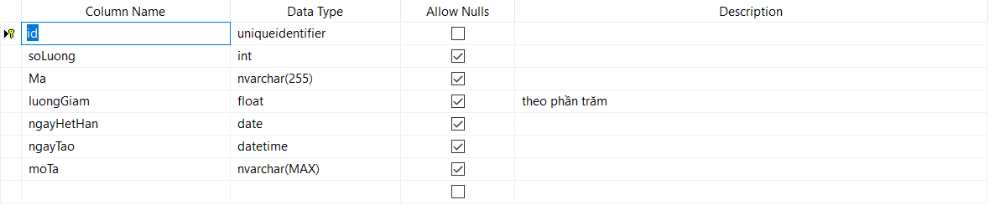 Column Name Data Type Allow Nulls Description
id uniqueidentifier
soLuong int
Ma nvarchar(255)
luongGiam float theo phần trăm
ngayHetHan date
ngayTao datetime
moTa nvarchar(MAX)